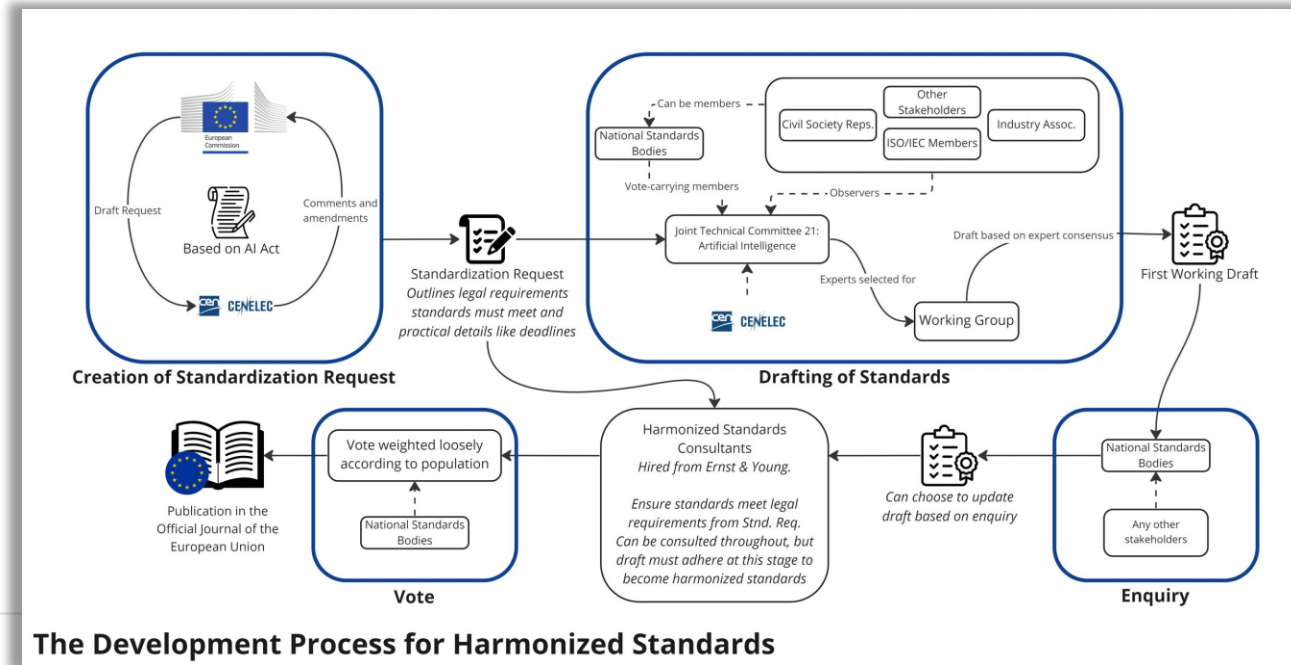 European
Commission
Draft Request
Comments and
amendments
Based on AI Act
cen CENELEC
Creation of Standardization Request
Standardization Request
Outlines legal requirements
standards must meet and
practical details like deadlines
Can be members
National Standards
Bodies
Civil Society Reps.
Other
Stakeholders
ISO/IEC Members
Industry Assoc.
Vote-carrying members
Observers
Joint Technical Committee 21:
Artificial Intelligence
cen CENELEC
Experts selected for
Working Group
Draft based on expert consensus
Drafting of Standards
First Working Draft
National Standards
Bodies
Any other
stakeholders
Enquiry
Can choose to update
draft based on enquiry
Harmonized Standards
Consultants
Hired from Ernst & Young.
Ensure standards meet legal
requirements from Stnd. Req.
Can be consulted throughout, but
draft must adhere at this stage to
become harmonized standards
Vote weighted loosely
according to population
National Standards
Bodies
Vote
Publication in the
Official Journal of the
European Union
The Development Process for Harmonized Standards